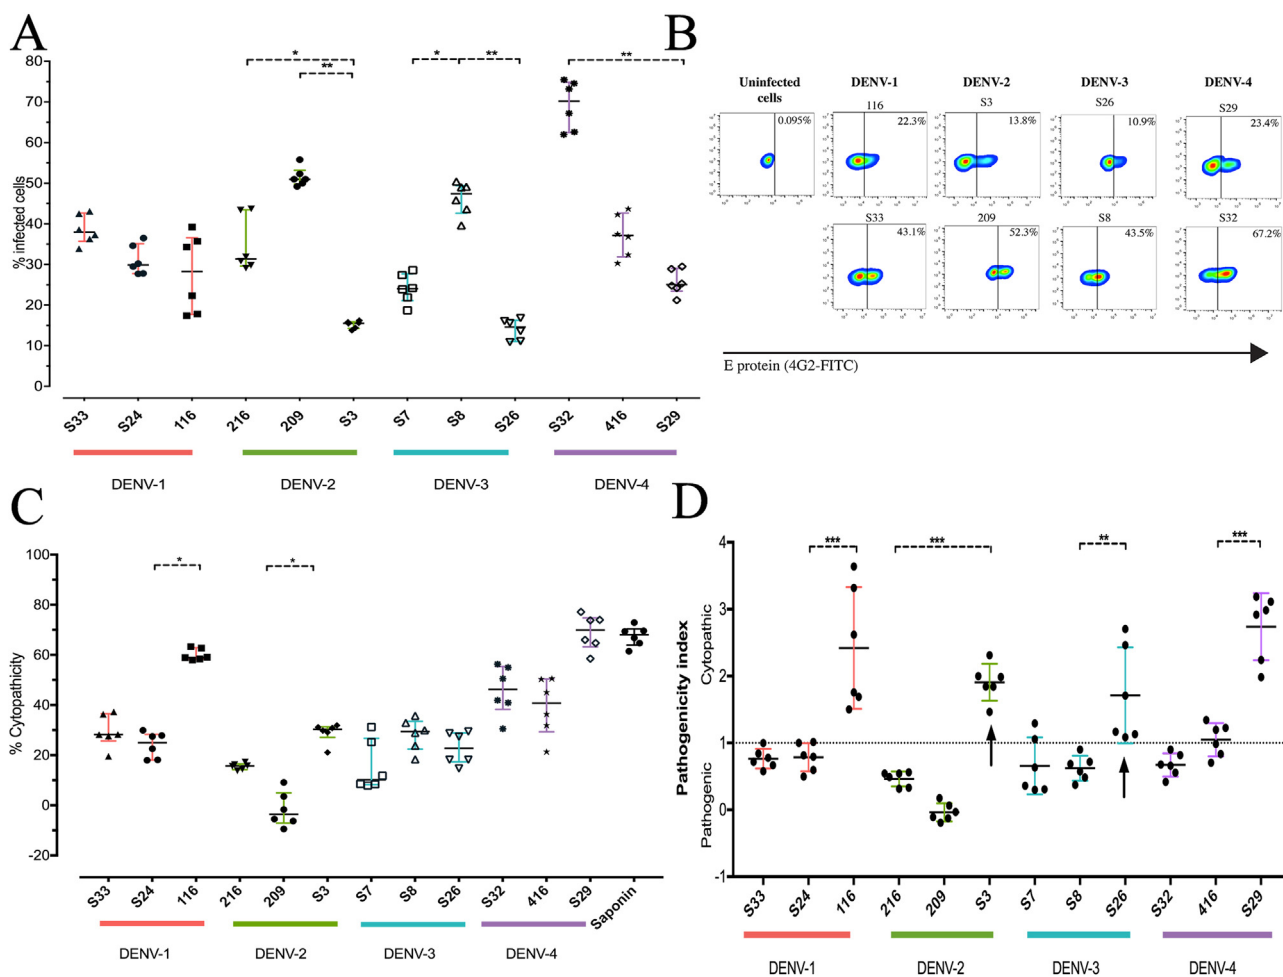 A
80
70
60
50
40
30
20
10
0
% infected cells
* ** * ** **
S33 S24 116 216 209 S3 S7 S8 S26 S32 416 S29
DENV-1 DENV-2 DENV-3 DENV-4
B
Uninfected cells DENV-1 DENV-2 DENV-3 DENV-4
116 S3 S26 S29
0.095% 22.3% 13.8% 10.9% 23.4%
S33 209 S8 S32
43.1% 52.3% 43.5% 67.2%
E protein (4G2-FITC)
C
100
80
60
40
20
0
-20
% Cytopathicity
* *
S33 S24 116 216 209 S3 S7 S8 S26 S32 416 S29 Saponin
DENV-1 DENV-2 DENV-3 DENV-4
D
4
3
2
1
0
-1
Pathogenicity index
Pathogenic Cytopathic
*** *** ** ***
S33 S24 116 216 209 S3 S7 S8 S26 S32 416 S29
DENV-1 DENV-2 DENV-3 DENV-4